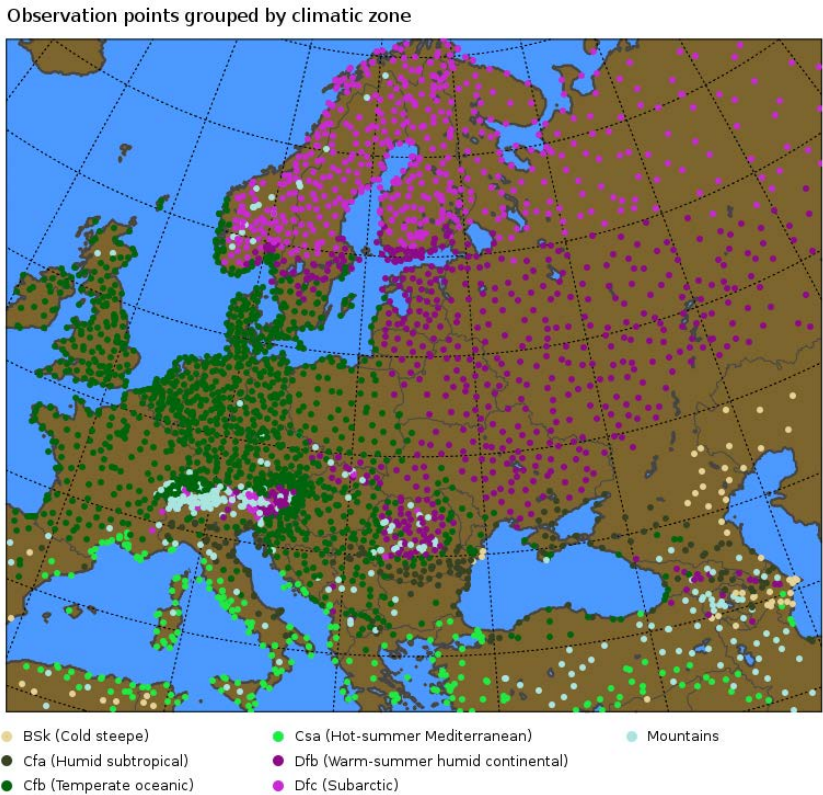 Observation points grouped by climatic zone
BSk (Cold steepe)
Cfa (Humid subtropical)
Cfb (Temperate oceanic)
Csa (Hot-summer Mediterranean)
Dfb (Warm-summer humid continental)
Dfc (Subarctic)
Mountains